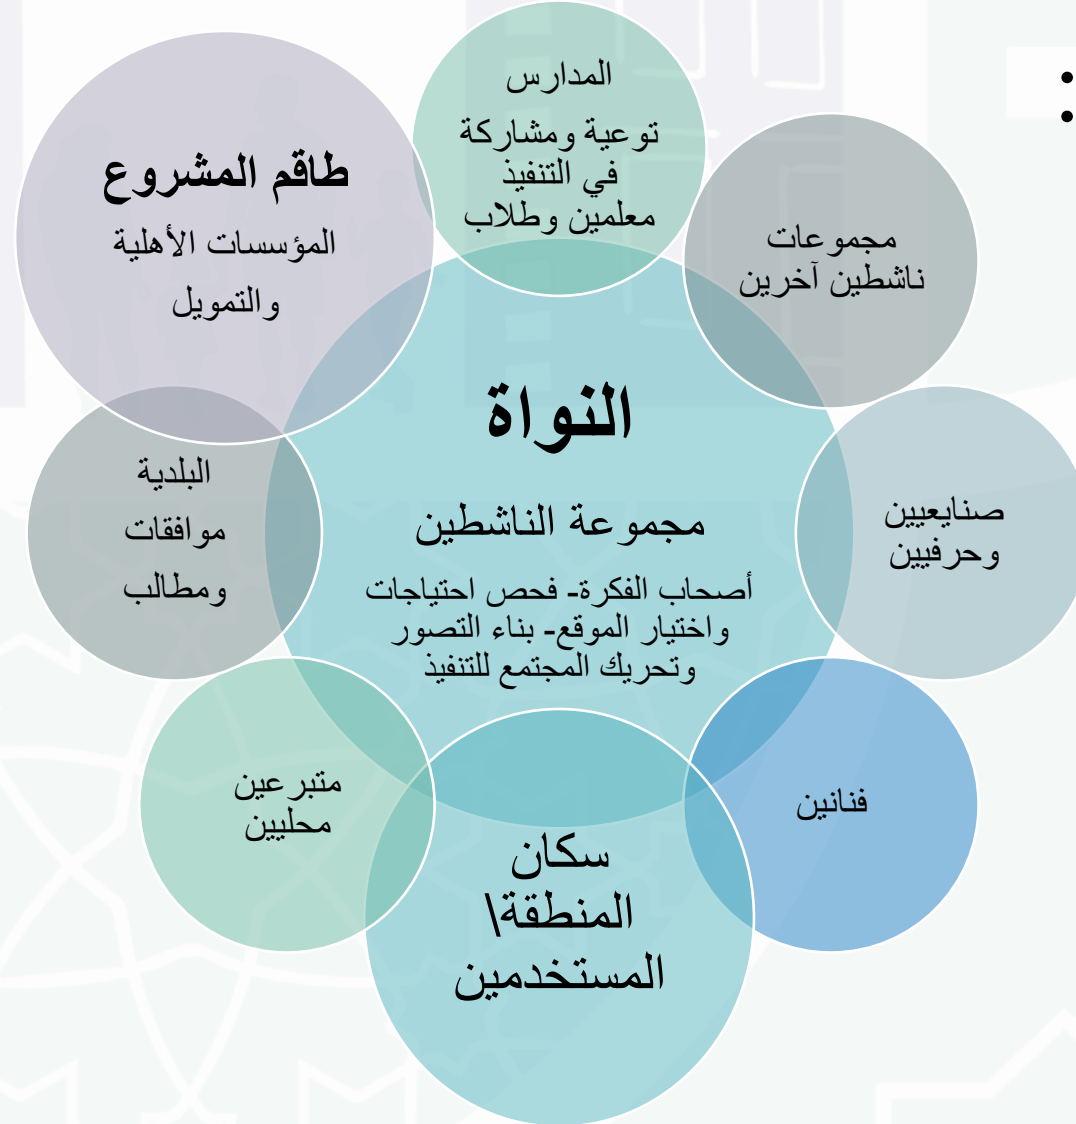 المدارس
توعية ومشاركة
في التنفيذ
معلمين وطلاب
مجموعات
ناشطين آخرين
صنايعيين
وحرفيين
فنانين
سكان
المنطقة\
المستخدمين
متبرعين
محليين
البلدية
موافقات
ومطالب
طاقم المشروع
المؤسسات الأهلية
والتمويل
النواة
مجموعة الناشطين
أصحاب الفكرة- فحص احتياجات
واختيار الموقع- بناء التصور
وتحريك المجتمع للتنفيذ